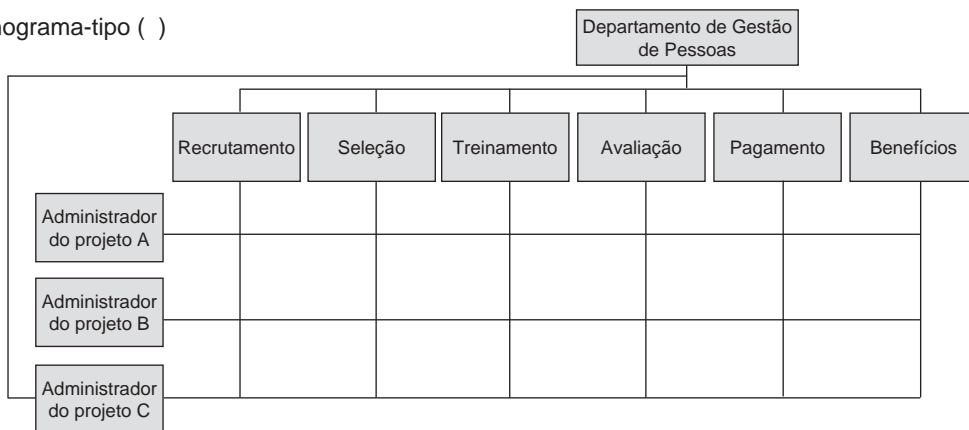 nograma-tipo ( )
Departamento de Gestão
de Pessoas
Recrutamento
Seleção
Treinamento
Avaliação
Pagamento
Benefícios
Administrador
do projeto A
Administrador
do projeto B
Administrador
do projeto C